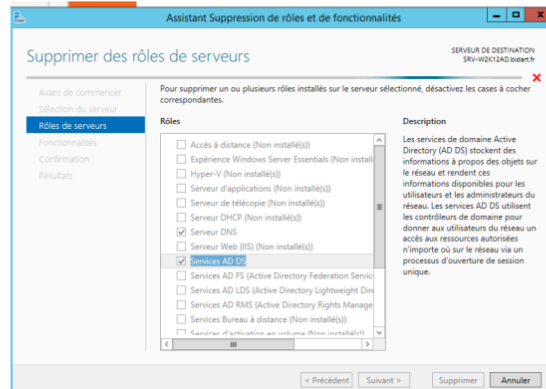 Assistant Suppression de rôles et de fonctionnalités
Supprimer des rôles de serveurs
SERVEUR DE DESTINATION
SRV-W2K12AD.bidart.fr
Avant de commencer
Sélection du serveur
Rôles de serveurs
Fonctionnalités
Confirmation
Résultats
Pour supprimer un ou plusieurs rôles installés sur le serveur sélectionné, désactivez les cases à cocher
correspondantes.
Rôles
Accès à distance (Non installé(s))
Expérience Windows Server Essentials (Non install
Hyper-V (Non installé(s))
Serveur d'applications (Non installé(s))
Serveur de télécopie (Non installé(s))
Serveur DHCP (Non installé(s))
Serveur DNS
Serveur Web (IIS) (Non installé(s))
Services AD DS
Services AD FS (Active Directory Federation Servic
Services AD LDS (Active Directory Lightweight Dire
Services AD RMS (Active Directory Rights Manage
Services Bureau à distance (Non installé(s))
Services d'activation en volume (Non installé(s))
Description
Les services de domaine Active
Directory (AD DS) stockent des
informations à propos des objets sur
le réseau et rendent ces
informations disponibles pour les
utilisateurs et les administrateurs du
réseau. Les services AD DS utilisent
les contrôleurs de domaine pour
donner aux utilisateurs du réseau un
accès aux ressources autorisées
n'importe où sur le réseau via un
processus d'ouverture de session
unique.
< Précédent
Suivant >
Supprimer
Annuler